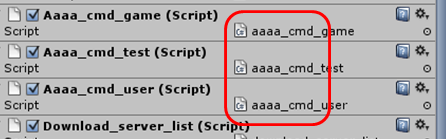 Aaaa_cmd_game (Script)
Script aaaa_cmd_game
Aaaa_cmd_test (Script)
Script aaaa_cmd_test
Aaaa_cmd_user (Script)
Script aaaa_cmd_user
Download_server_list (Script)